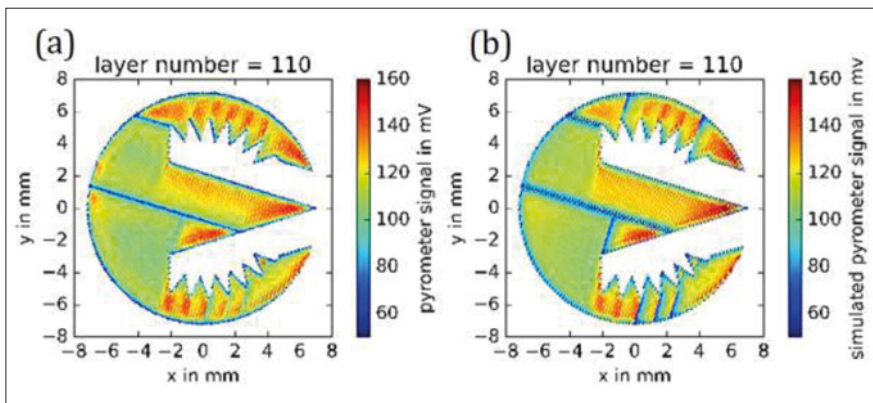 (a)
layer number = 110
8
6
4
2
0
−2
−4
−6
−8
y in mm
−8 −6 −4 −2 0 2 4 6 8
x in mm
160
140
120
100
80
60
pyrometer signal in mV
(b)
layer number = 110
8
6
4
2
0
−2
−4
−6
−8
y in mm
−8 −6 −4 −2 0 2 4 6 8
x in mm
160
140
120
100
80
60
simulated pyrometer signal in mv